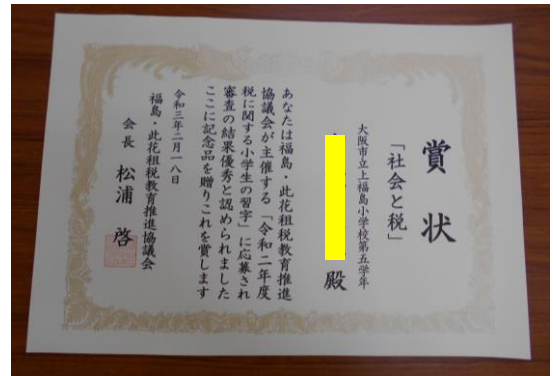 賞状
「社会と税」
大阪市立上福島小学校第五学年
殿
あなたは福島・此花租税教育推進
協議会が主催する「令和二年度
税に関する小学生の習字」に応募され
審査の結果優秀と認められました
ここに記念品を贈りこれを賞します
令和三年二月一八日
福島・此花租税教育推進協議会
会長 松浦 啓